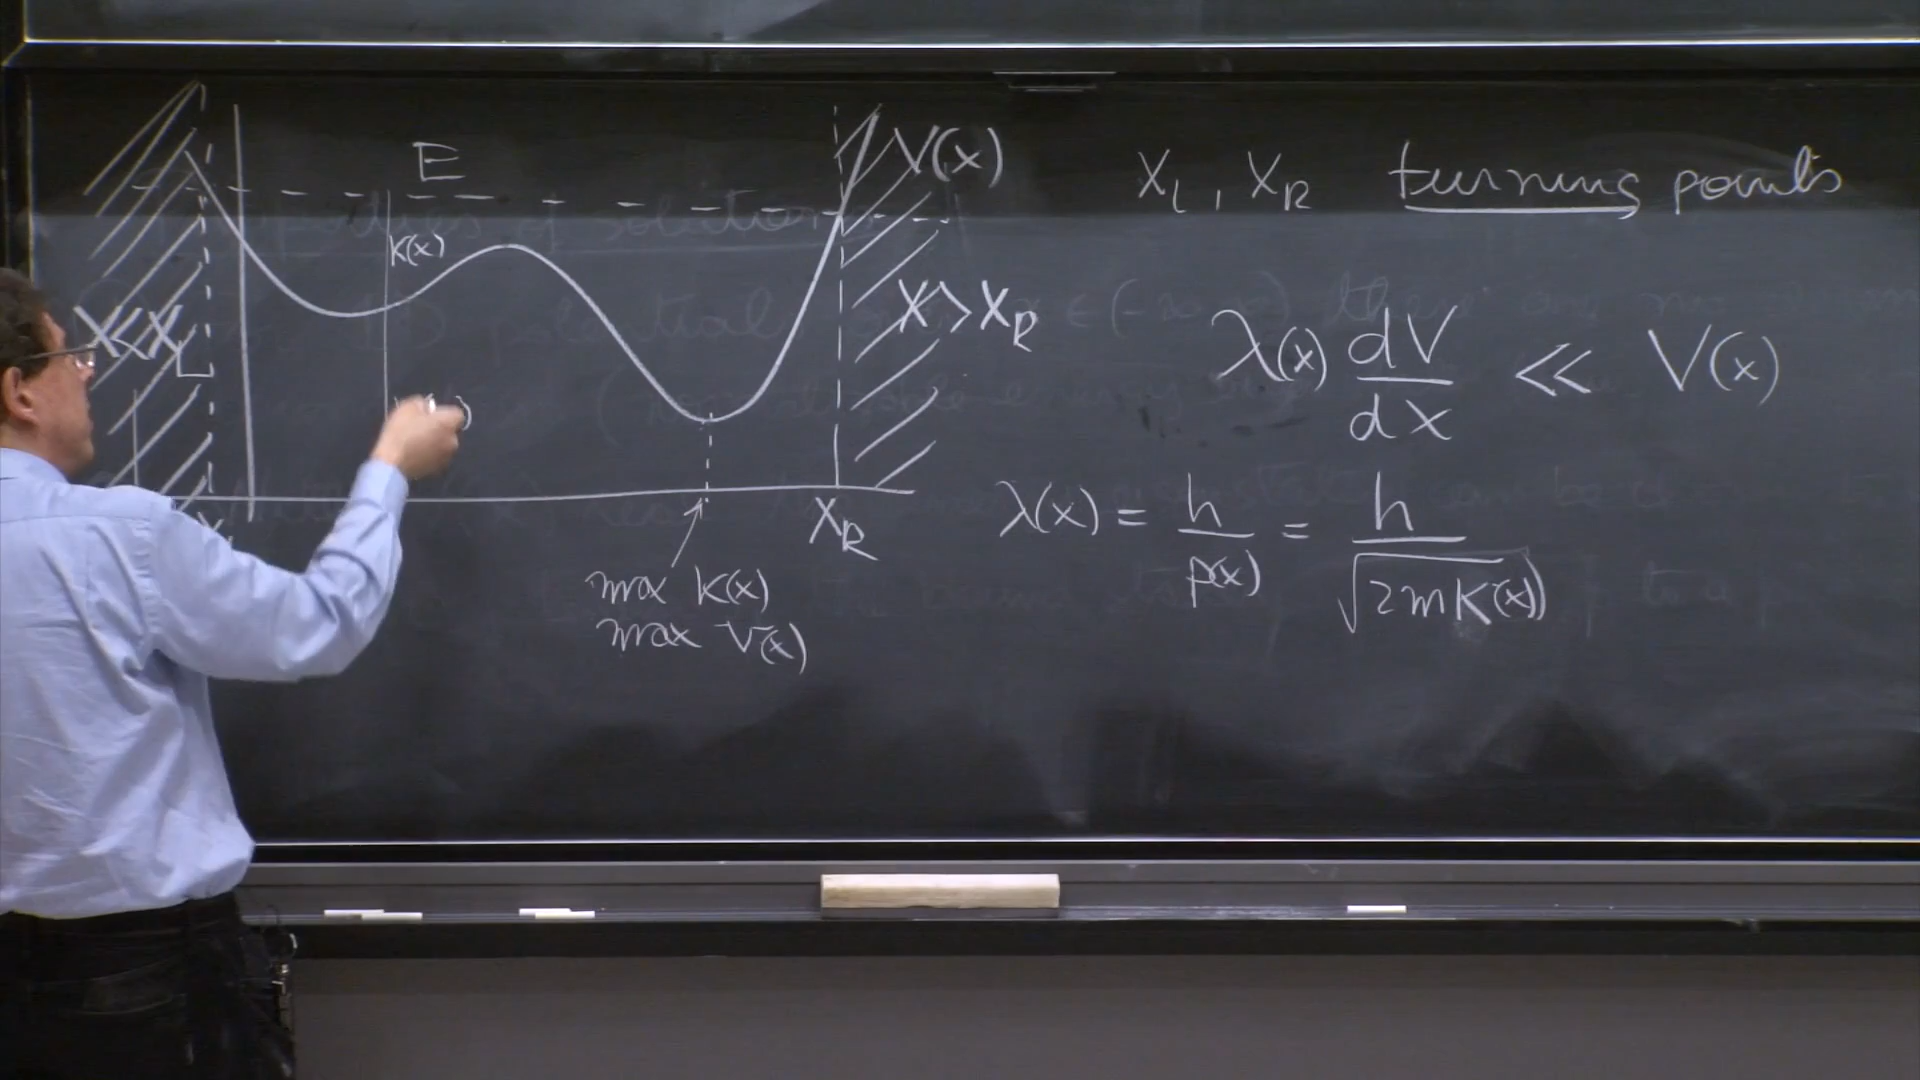 E
V(x)
K(x)
X<X_L
X>X_R
X_R
max K(x)
max V(x)
X_L, X_R turning points
λ(x) dV/dx << V(x)
λ(x) = h/p(x) = h/√(2mK(x))